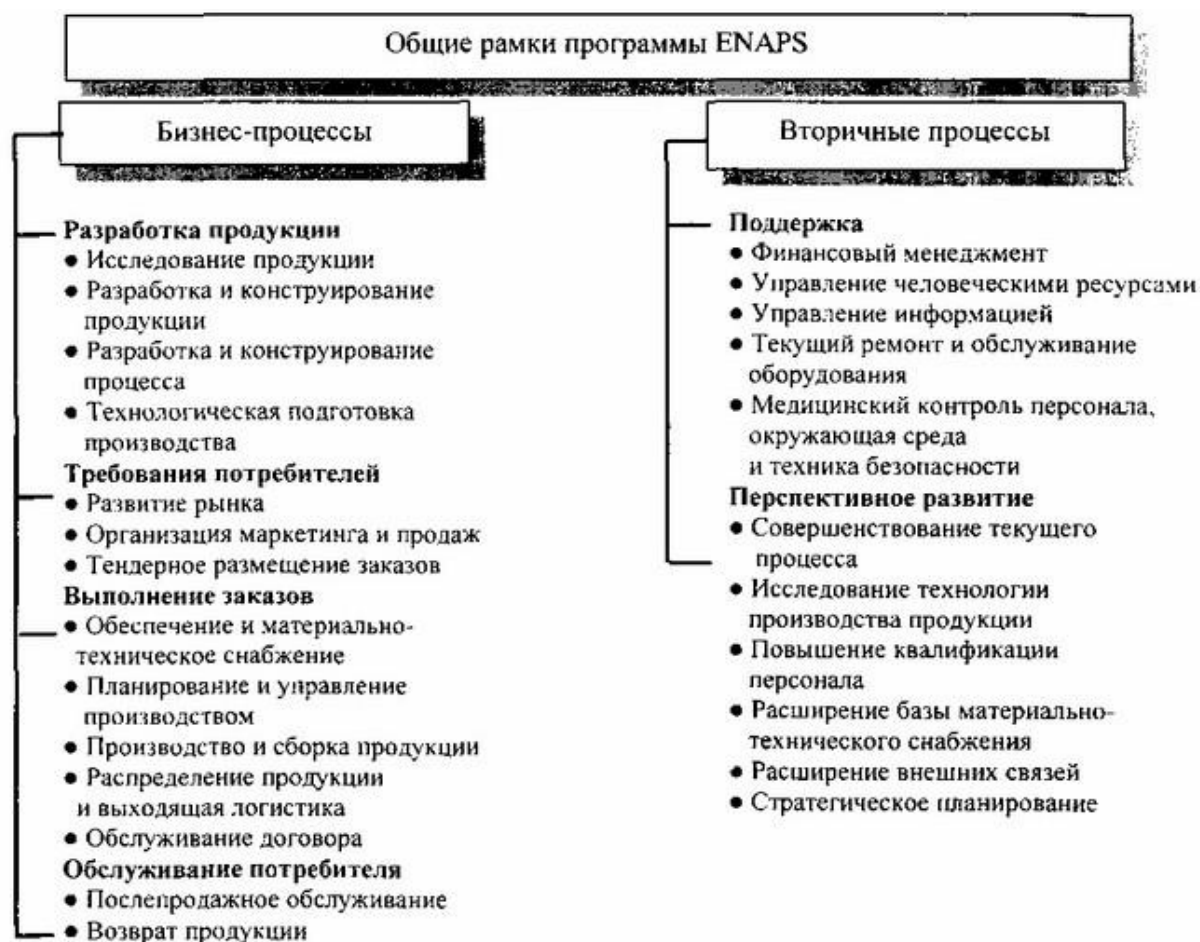 Общие рамки программы ENAPS
Бизнес-процессы
Разработка продукции
● Исследование продукции
● Разработка и конструирование
продукции
● Разработка и конструирование
процесса
● Технологическая подготовка
производства
Требования потребителей
● Развитие рынка
● Организация маркетинга и продаж
● Тендерное размещение заказов
Выполнение заказов
● Обеспечение и материально-
техническое снабжение
● Планирование и управление
производством
● Производство и сборка продукции
● Распределение продукции
и выходящая логистика
● Обслуживание договора
Обслуживание потребителя
● Послепродажное обслуживание
● Возврат продукции
Вторичные процессы
Поддержка
● Финансовый менеджмент
● Управление человеческими ресурсами
● Управление информацией
● Текущий ремонт и обслуживание
оборудования
● Медицинский контроль персонала,
окружающая среда
и техника безопасности
Перспективное развитие
● Совершенствование текущего
процесса
● Исследование технологии
производства продукции
● Повышение квалификации
персонала
● Расширение базы материально-
технического снабжения
● Расширение внешних связей
● Стратегическое планирование